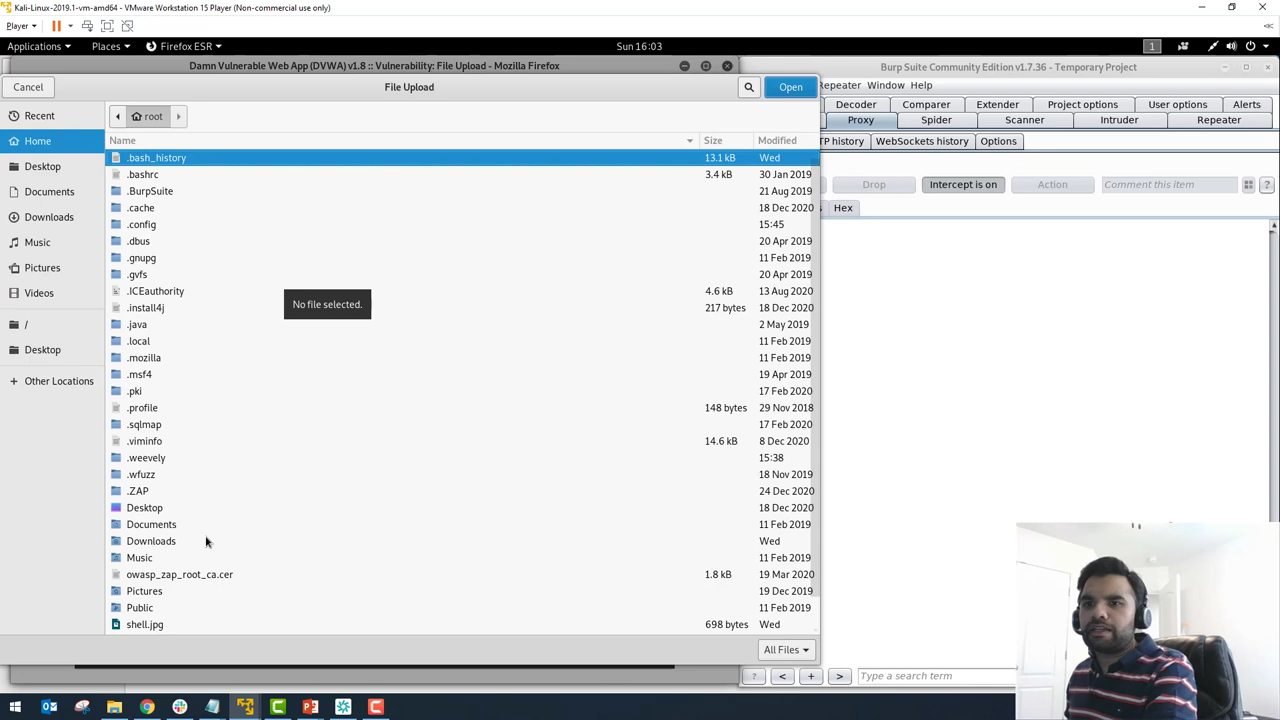 Kali-Linux-2019.1-vm-amd64 - VMware Workstation 15 Player (Non-commercial use only)
Player
Applications Places Firefox ESR Sun 16:03 1
Damn Vulnerable Web App (DVWA) v1.8 :: Vulnerability: File Upload - Mozilla Firefox
Burp Suite Community Edition v1.7.36 - Temporary Project
Cancel File Upload Open
Repeater Window Help
Decoder Comparer Extender Project options User options Alerts
Proxy Spider Scanner Intruder Repeater
TP history WebSockets history Options
Drop Intercept is on Action Comment this item ?
Hex
Recent
Home
Desktop
Documents
Downloads
Music
Pictures
Videos
/
Desktop
+ Other Locations
root
Name Size Modified
.bash_history 13.1 kB Wed
.bashrc 3.4 kB 30 Jan 2019
.BurpSuite 21 Aug 2019
.cache 18 Dec 2020
.config 15:45
.dbus 20 Apr 2019
.gnupg 11 Feb 2019
.gvfs 20 Apr 2019
.ICEauthority 4.6 kB 13 Aug 2020
No file selected.
.install4j 217 bytes 18 Dec 2020
.java 2 May 2019
.local 11 Feb 2019
.mozilla 11 Feb 2019
.msf4 19 Apr 2019
.pki 17 Feb 2020
.profile 148 bytes 29 Nov 2018
.sqlmap 17 Feb 2020
.viminfo 14.6 kB 8 Dec 2020
.weevely 15:38
.wfuzz 18 Nov 2019
.ZAP 24 Dec 2020
Desktop 18 Dec 2020
Documents 11 Feb 2019
Downloads Wed
Music 11 Feb 2019
owasp_zap_root_ca.cer 1.8 kB 19 Mar 2020
Pictures 19 Dec 2019
Public 11 Feb 2019
shell.jpg 698 bytes Wed
All Files
? < + > Type a search term